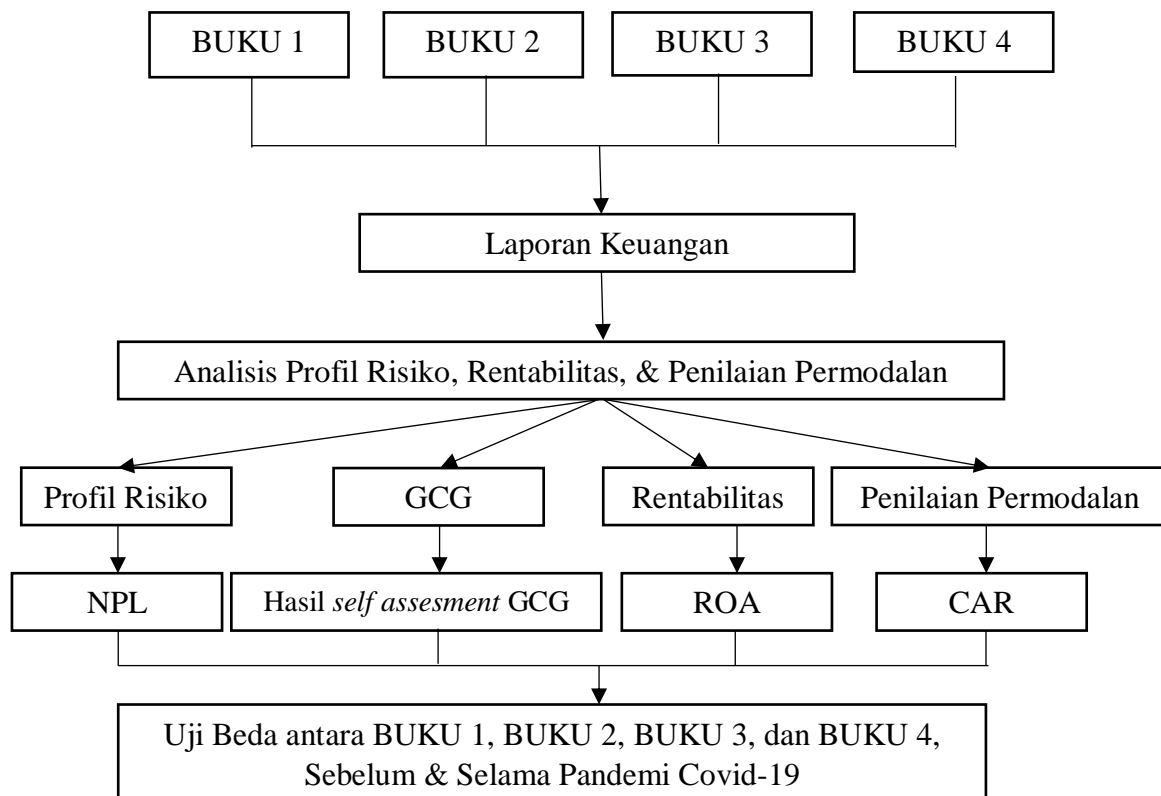 BUKU 1
BUKU 2
BUKU 3
BUKU 4
Laporan Keuangan
Analisis Profil Risiko, Rentabilitas, & Penilaian Permodalan
Profil Risiko
GCG
Rentabilitas
Penilaian Permodalan
NPL
Hasil self assesment GCG
ROA
CAR
Uji Beda antara BUKU 1, BUKU 2, BUKU 3, dan BUKU 4,
Sebelum & Selama Pandemi Covid-19